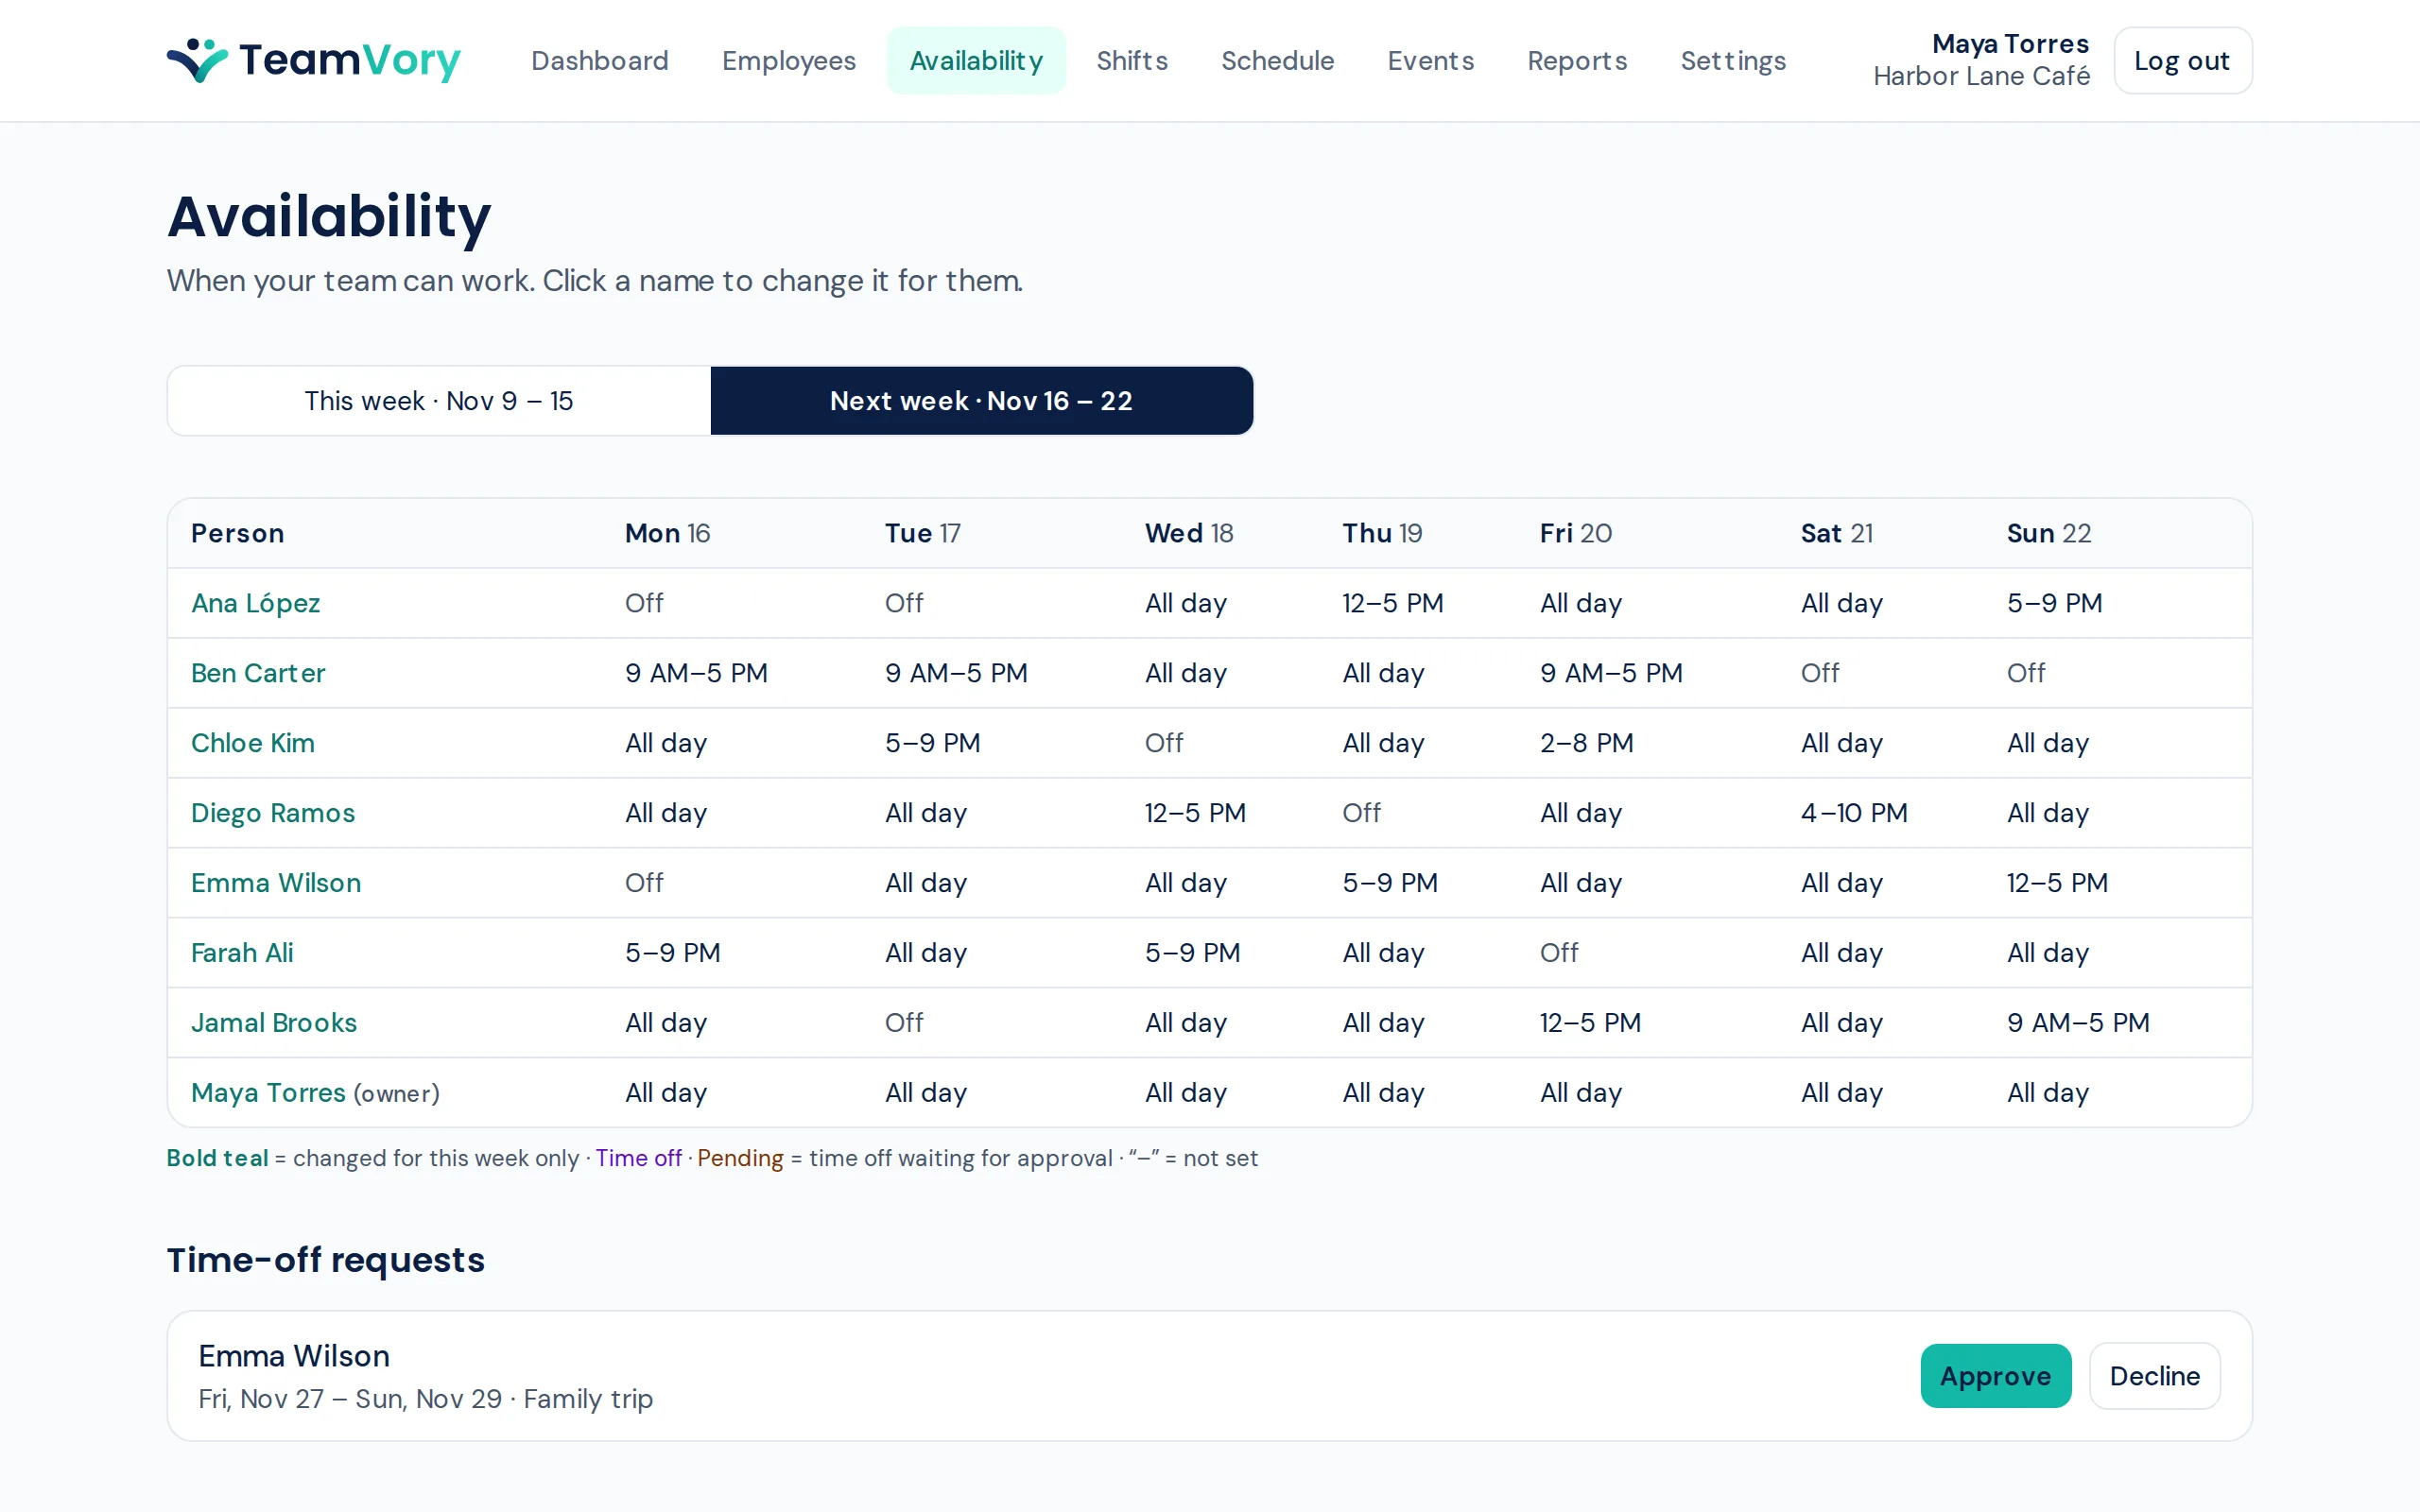 TeamVory Dashboard Employees Availability Shifts Schedule Events Reports Settings Maya Torres Log out
Harbor Lane Café
Availability
When your team can work. Click a name to change it for them.
This week · Nov 9 – 15 Next week · Nov 16 – 22
Person Mon 16 Tue 17 Wed 18 Thu 19 Fri 20 Sat 21 Sun 22
Ana López Off Off All day 12–5 PM All day All day 5–9 PM
Ben Carter 9 AM–5 PM 9 AM–5 PM All day All day 9 AM–5 PM Off Off
Chloe Kim All day 5–9 PM Off All day 2–8 PM All day All day
Diego Ramos All day All day 12–5 PM Off All day 4–10 PM All day
Emma Wilson Off All day All day 5–9 PM All day All day 12–5 PM
Farah Ali 5–9 PM All day 5–9 PM All day Off All day All day
Jamal Brooks All day Off All day All day 12–5 PM All day 9 AM–5 PM
Maya Torres (owner) All day All day All day All day All day All day All day
Bold teal = changed for this week only · Time off · Pending = time off waiting for approval · “–” = not set
Time-off requests
Emma Wilson
Fri, Nov 27 – Sun, Nov 29 · Family trip
Approve Decline